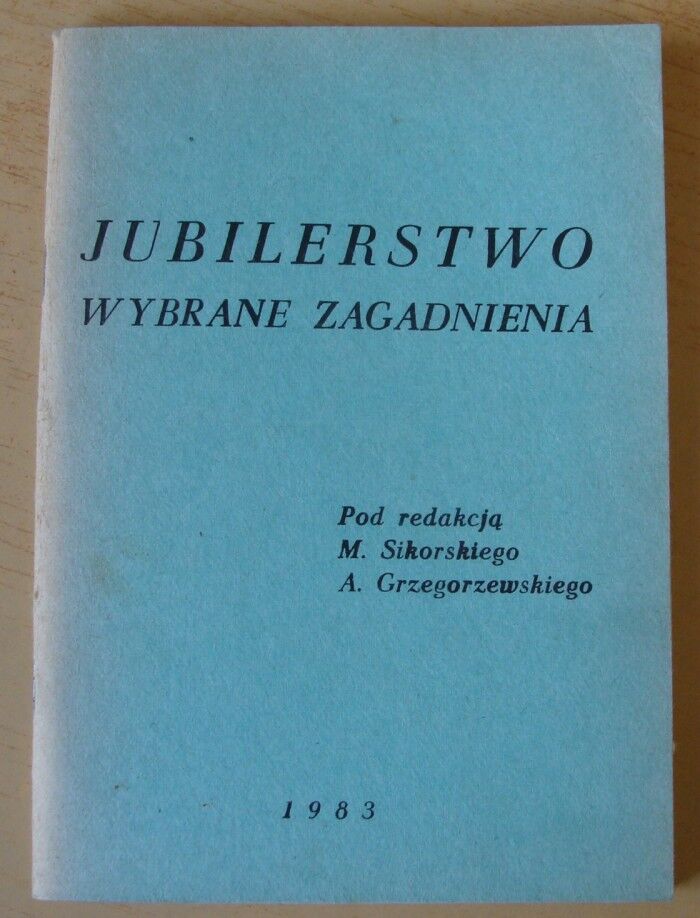 JUBILERSTWO
WYBRANE ZAGADNIENIA
Pod redakcją
M. Sikorskiego
A. Grzegorzewskiego
1983